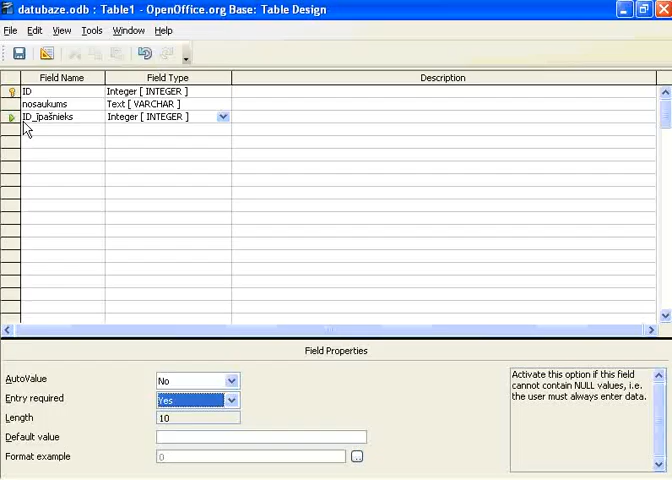 datubaze.odb : Table1 - OpenOffice.org Base: Table Design
File Edit View Tools Window Help
Field Name Field Type Description
ID Integer [ INTEGER ]
nosaukums Text [ VARCHAR ]
ID_īpašnieks Integer [ INTEGER ]
Field Properties
AutoValue No
Entry required Yes
Length 10
Default value
Format example 0 ...
Activate this option if this field
cannot contain NULL values, i.e.
the user must always enter data.